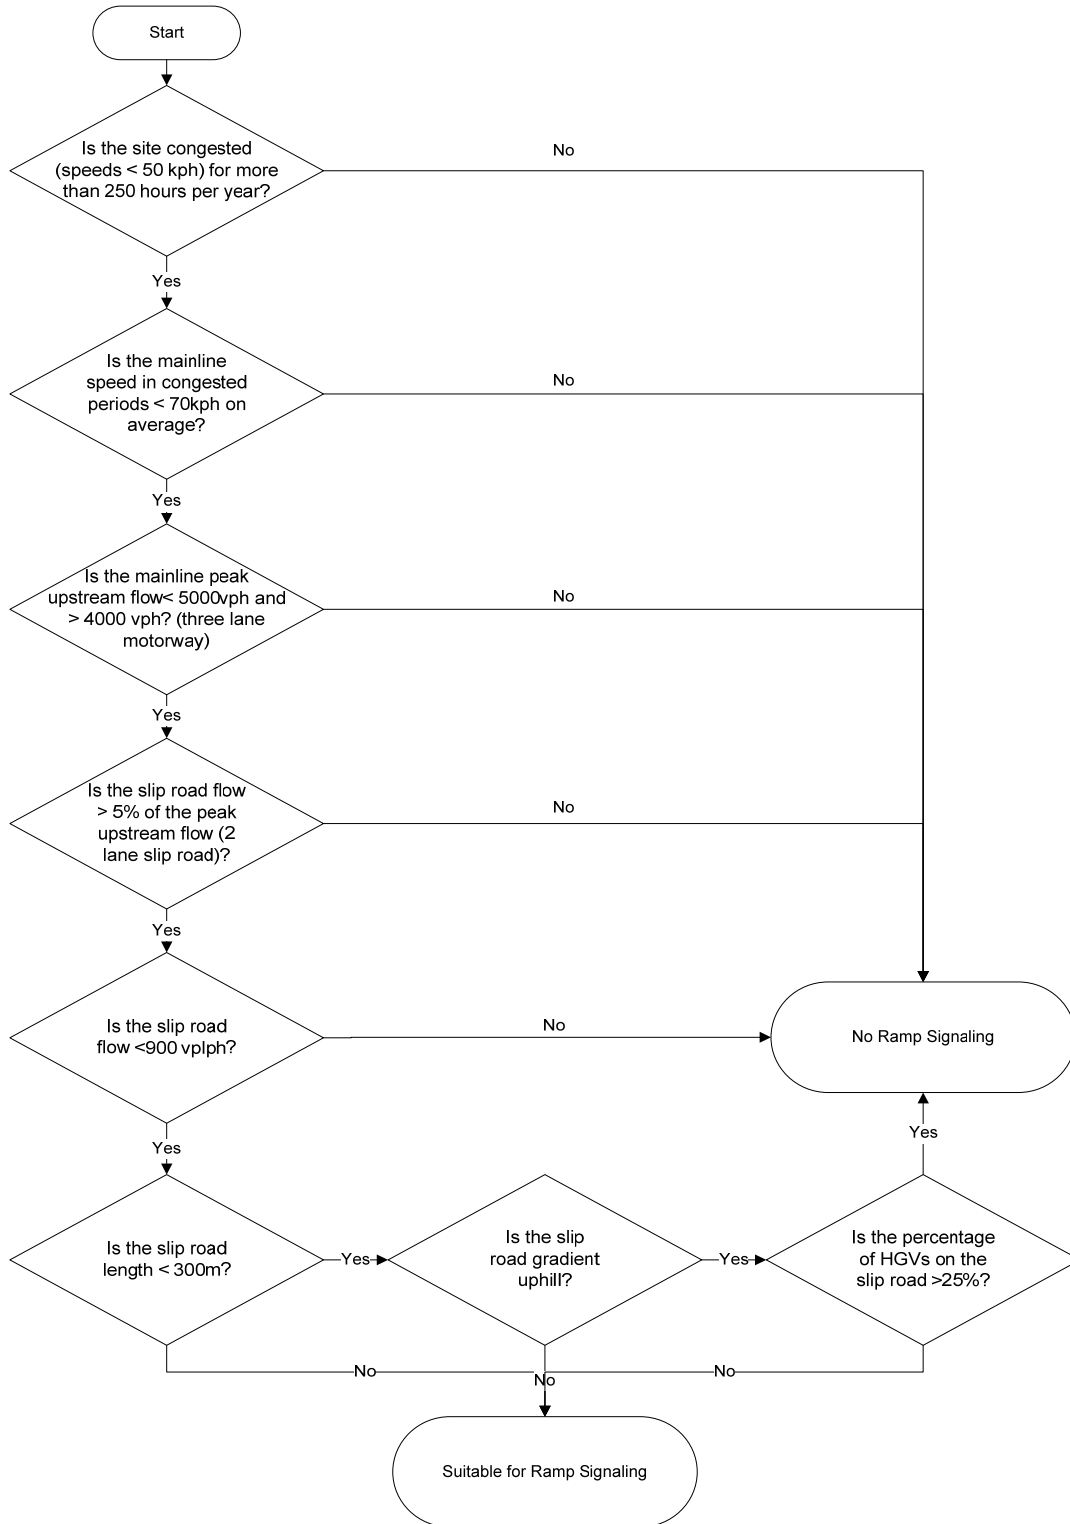 Start
Is the site congested
(speeds < 50 kph) for more
than 250 hours per year?
No
Yes
Is the mainline
speed in congested
periods < 70kph on
average?
No
Yes
Is the mainline peak
upstream flow< 5000vph and
> 4000 vph? (three lane
motorway)
No
Yes
Is the slip road flow
> 5% of the peak
upstream flow (2
lane slip road)?
No
Yes
Is the slip road
flow <900 vplph?
No
No Ramp Signaling
Yes
Yes
Is the slip road
length < 300m?
Yes
Is the slip
road gradient
uphill?
Yes
Is the percentage
of HGVs on the
slip road >25%?
No
No
No
Suitable for Ramp Signaling